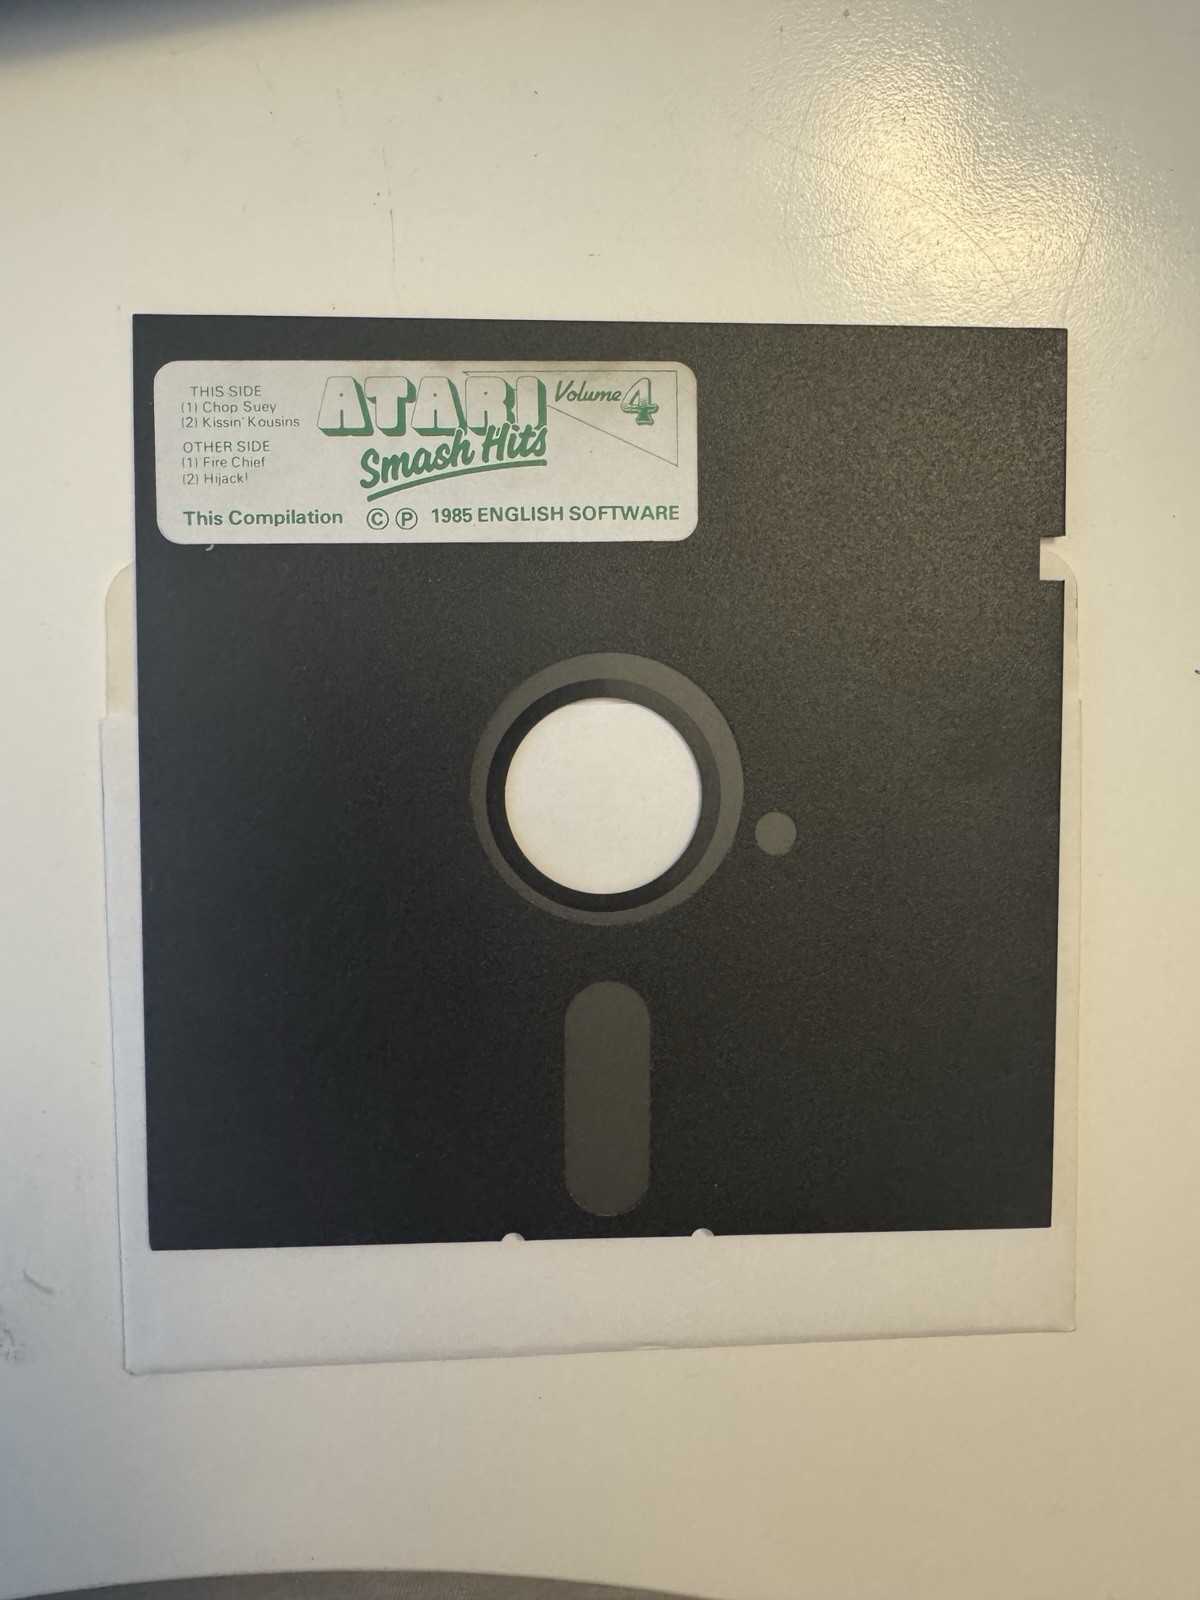 THIS SIDE
(1) Chop Suey
(2) Kissin' Kousins
OTHER SIDE
(1) Fire Chief
(2) Hijack!
ATARI
Smash Hits
Volume 4
This Compilation © ℗ 1985 ENGLISH SOFTWARE